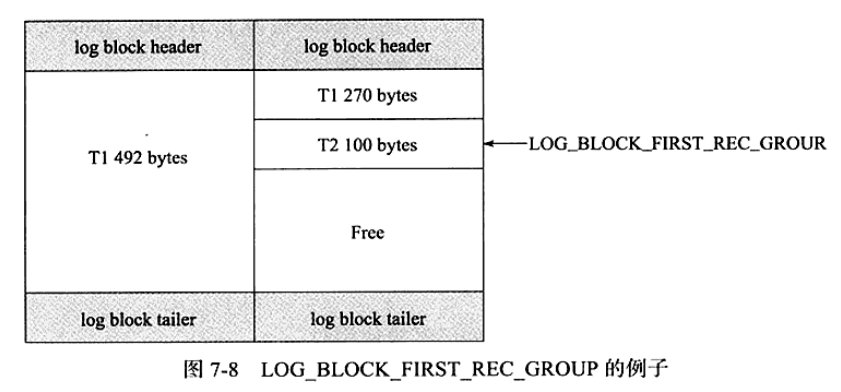 log block header
log block header
T1 492 bytes
T1 270 bytes
T2 100 bytes
LOG_BLOCK_FIRST_REC_GROUR
Free
log block tailer
log block tailer
图 7-8 LOG_BLOCK_FIRST_REC_GROUP 的例子